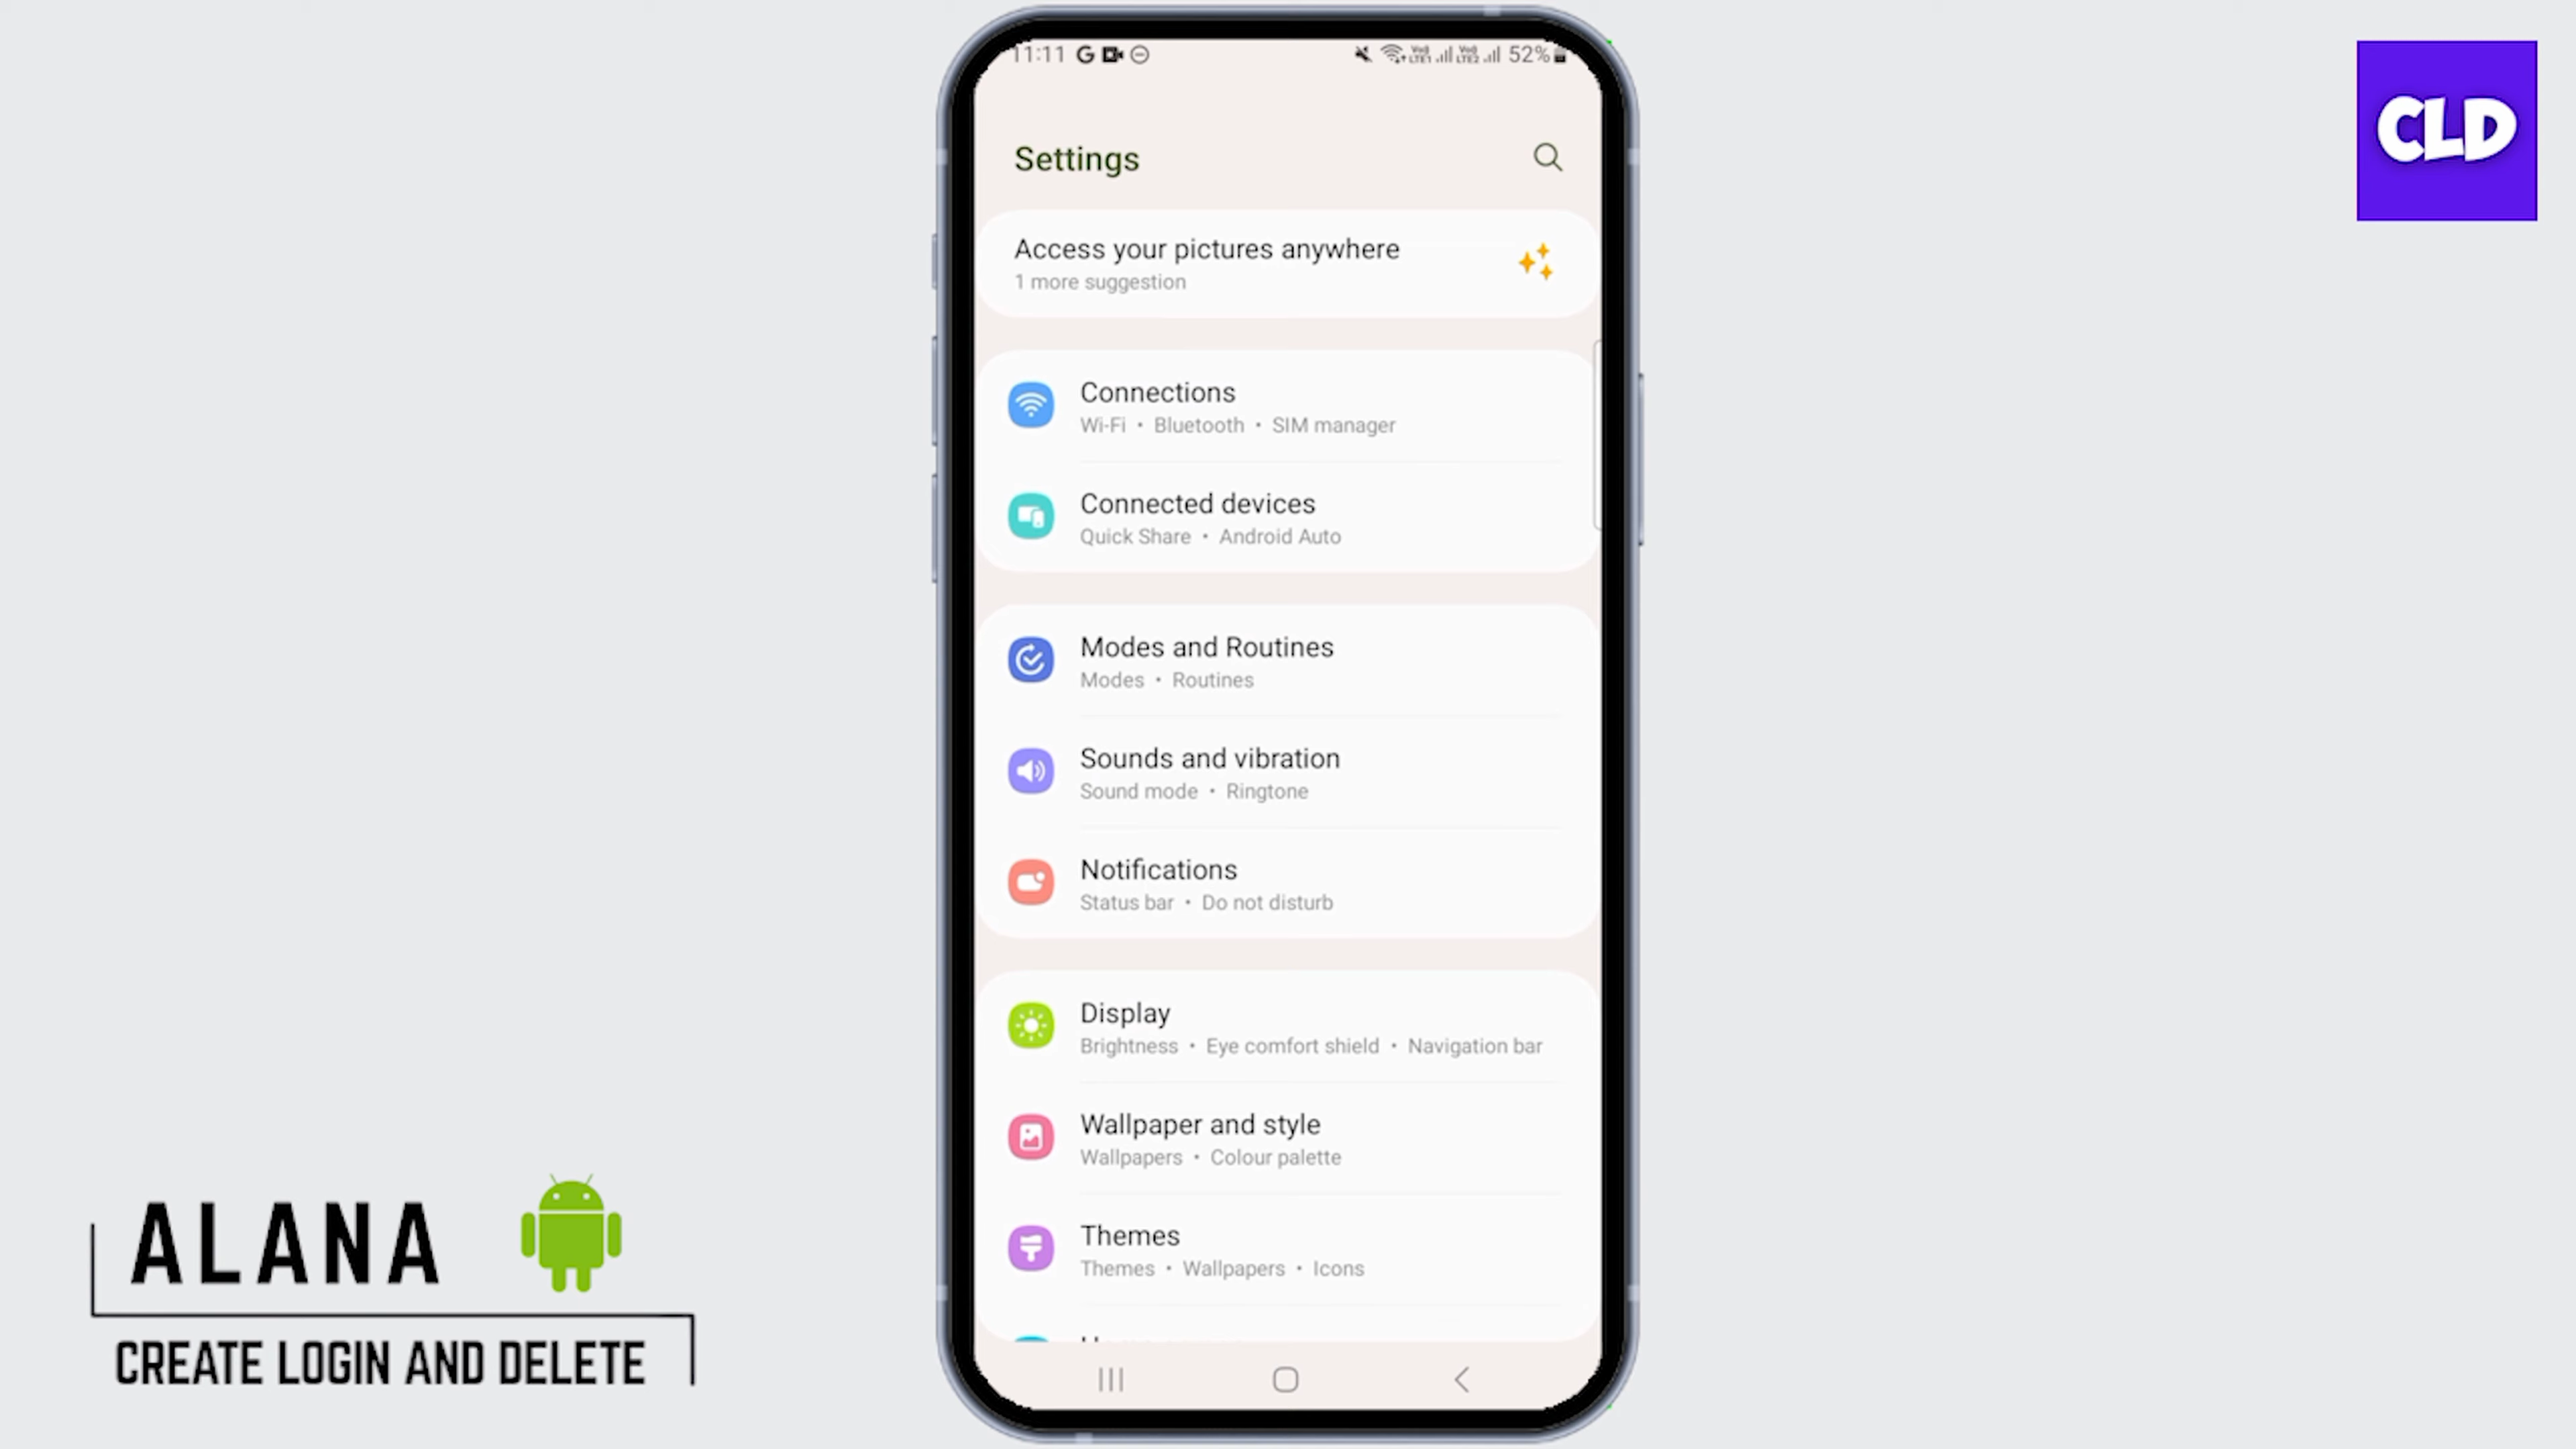 11:11
52%
CLD
Settings
Access your pictures anywhere
1 more suggestion
Connections
Wi-Fi • Bluetooth • SIM manager
Connected devices
Quick Share • Android Auto
Modes and Routines
Modes • Routines
Sounds and vibration
Sound mode • Ringtone
Notifications
Status bar • Do not disturb
Display
Brightness • Eye comfort shield • Navigation bar
Wallpaper and style
Wallpapers • Colour palette
Themes
Themes • Wallpapers • Icons
ALANA
CREATE LOGIN AND DELETE